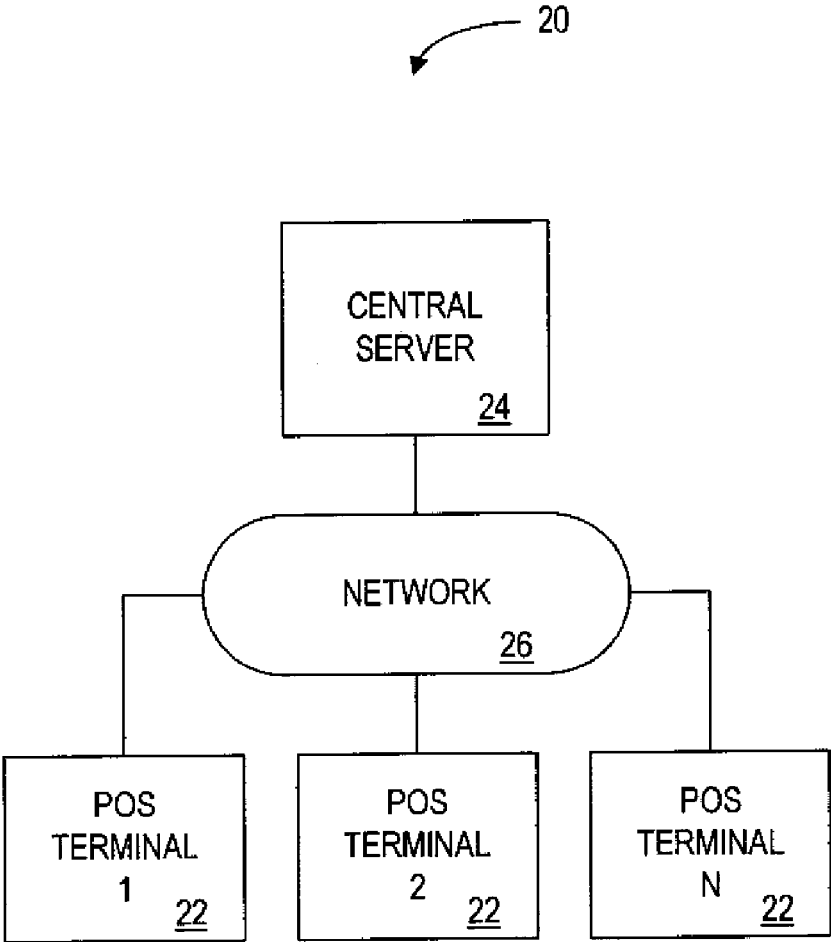 20
CENTRAL
SERVER
24
NETWORK
26
POS
TERMINAL
1
22
POS
TERMINAL
2
22
POS
TERMINAL
N
22